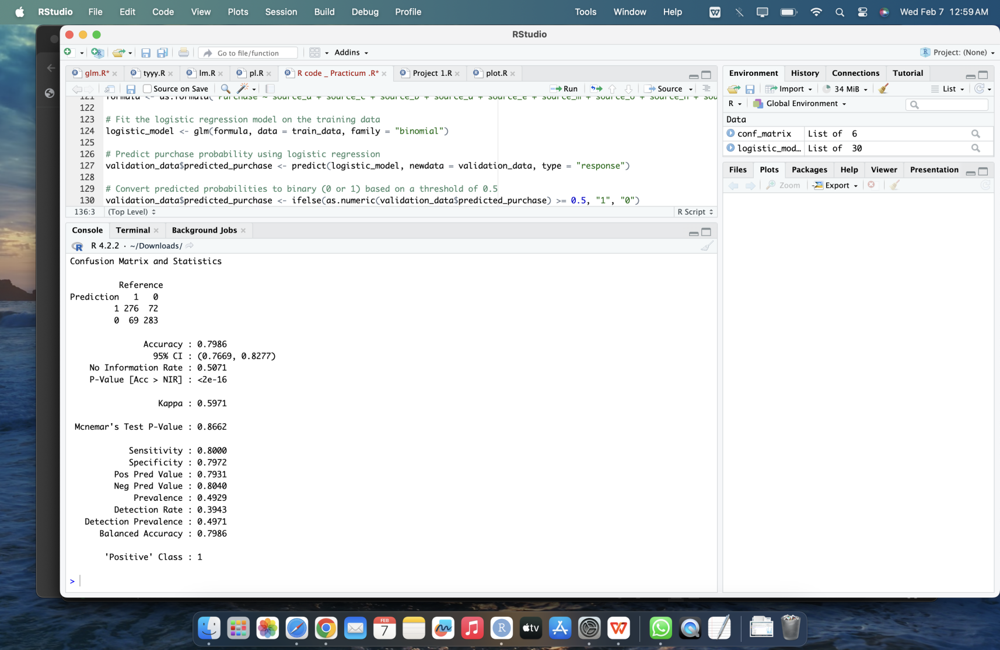 RStudio File Edit Code View Plots Session Build Debug Profile Tools Window Help Wed Feb 7 12:59 AM
RStudio
Go to file/function Addins Project: (None)
glm.R* tyyy.R lm.R pl.R R code _ Practicum .R* Project 1.R plot.R
Source on Save Run Source
122
123 # Fit the logistic regression model on the training data
124 logistic_model <- glm(formula, data = train_data, family = "binomial")
125
126 # Predict purchase probability using logistic regression
127 validation_data$predicted_purchase <- predict(logistic_model, newdata = validation_data, type = "response")
128
129 # Convert predicted probabilities to binary (0 or 1) based on a threshold of 0.5
130 validation_data$predicted_purchase <- ifelse(as.numeric(validation_data$predicted_purchase) >= 0.5, "1", "0")
136:3 (Top Level) R Script
Console Terminal Background Jobs
R 4.2.2 · ~/Downloads/
Confusion Matrix and Statistics
Reference
Prediction 1 0
1 276 72
0 69 283
Accuracy : 0.7986
95% CI : (0.7669, 0.8277)
No Information Rate : 0.5071
P-Value [Acc > NIR] : <2e-16
Kappa : 0.5971
Mcnemar's Test P-Value : 0.8662
Sensitivity : 0.8000
Specificity : 0.7972
Pos Pred Value : 0.7931
Neg Pred Value : 0.8040
Prevalence : 0.4929
Detection Rate : 0.3943
Detection Prevalence : 0.4971
Balanced Accuracy : 0.7986
'Positive' Class : 1
>
Environment History Connections Tutorial
Import 34 MiB List
R Global Environment
Data
conf_matrix List of 6
logistic_mod… List of 30
Files Plots Packages Help Viewer Presentation
Zoom Export
FEB
7
R
tv